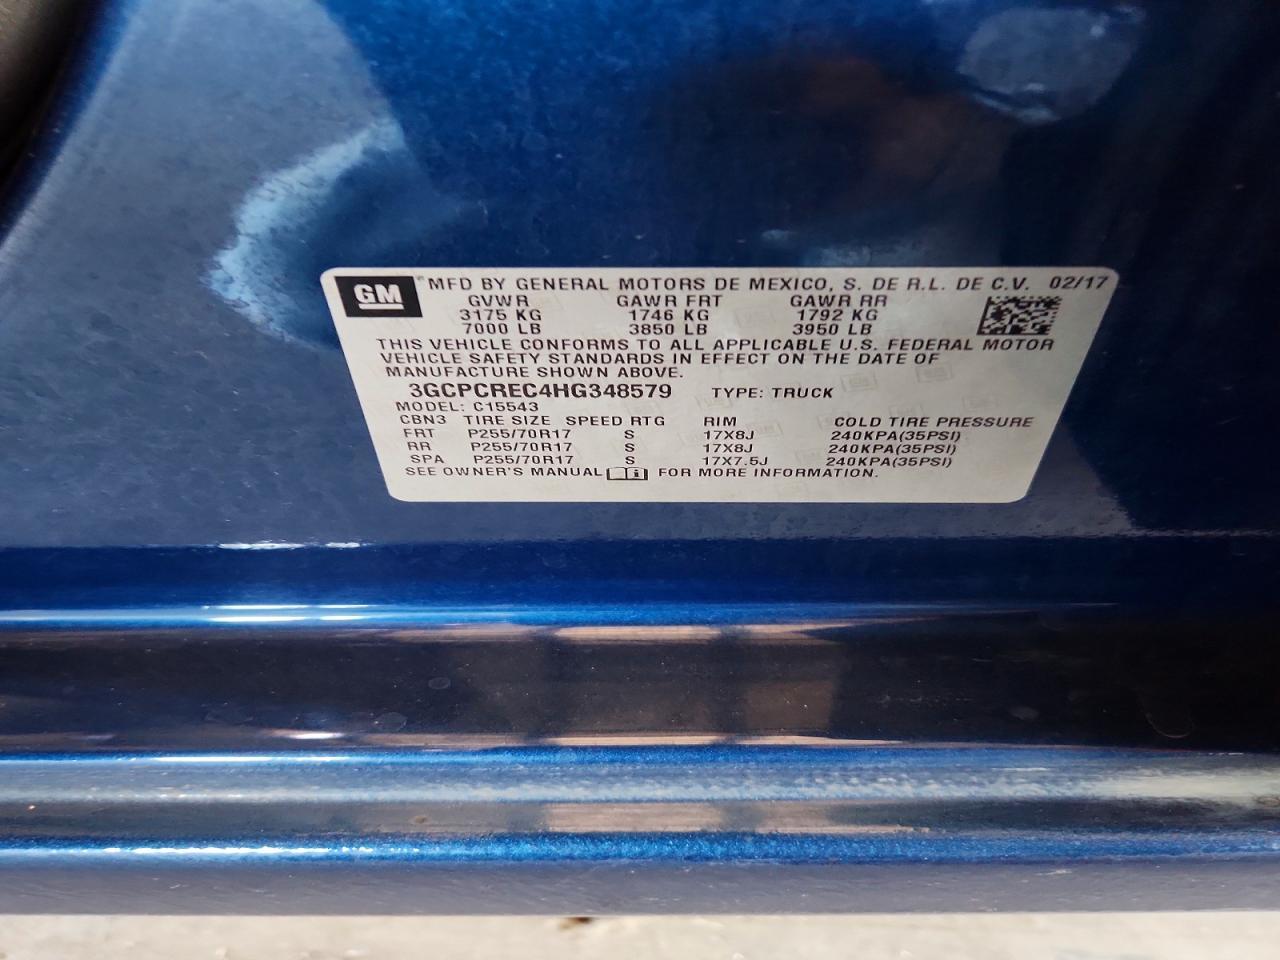 GM ® MFD BY GENERAL MOTORS DE MEXICO, S. DE R.L. DE C.V. 02/17
GVWR GAWR FRT GAWR RR
3175 KG 1746 KG 1792 KG
7000 LB 3850 LB 3950 LB
THIS VEHICLE CONFORMS TO ALL APPLICABLE U.S. FEDERAL MOTOR
VEHICLE SAFETY STANDARDS IN EFFECT ON THE DATE OF
MANUFACTURE SHOWN ABOVE.
3GCPCREC4HG348579 TYPE: TRUCK
MODEL: C15543
CBN3 TIRE SIZE SPEED RTG RIM COLD TIRE PRESSURE
FRT P255/70R17 S 17X8J 240KPA(35PSI)
RR P255/70R17 S 17X8J 240KPA(35PSI)
SPA P255/70R17 S 17X7.5J 240KPA(35PSI)
SEE OWNER'S MANUAL FOR MORE INFORMATION.